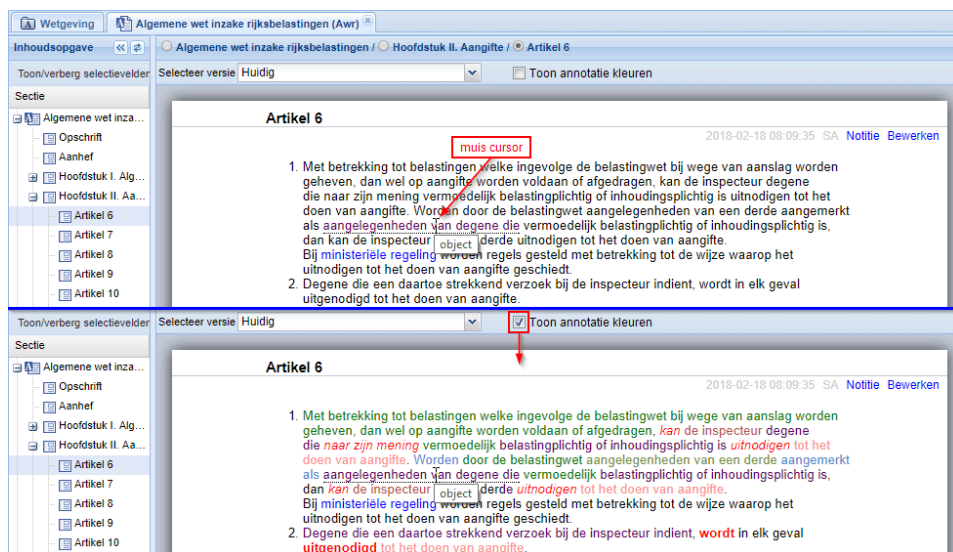 Wetgeving Algemene wet inzake rijksbelastingen (Awr)
Inhoudsopgave Algemene wet inzake rijksbelastingen / Hoofdstuk II. Aangifte / Artikel 6
Toon/verberg selectievelden Selecteer versie Huidig Toon annotatie kleuren
Sectie
Algemene wet inza...
Opschrift
Aanhef
Hoofdstuk I. Alg...
Hoofdstuk II. Aa...
Artikel 6
Artikel 7
Artikel 8
Artikel 9
Artikel 10
Artikel 6
muis cursor
2018-02-18 08:09:35 SA Notitie Bewerken
1. Met betrekking tot belastingen welke ingevolge de belastingwet bij wege van aanslag worden
geheven, dan wel op aangifte worden voldaan of afgedragen, kan de inspecteur degene
die naar zijn mening vermoedelijk belastingplichtig of inhoudingsplichtig is uitnodigen tot het
doen van aangifte. Worden door de belastingwet aangelegenheden van een derde aangemerkt
als aangelegenheden van degene die vermoedelijk belastingplichtig of inhoudingsplichtig is,
dan kan de inspecteur object derde uitnodigen tot het doen van aangifte.
Bij ministeriële regeling worden regels gesteld met betrekking tot de wijze waarop het
uitnodigen tot het doen van aangifte geschiedt.
2. Degene die een daartoe strekkend verzoek bij de inspecteur indient, wordt in elk geval
uitgenodigd tot het doen van aangifte.
Toon/verberg selectievelden Selecteer versie Huidig Toon annotatie kleuren
Sectie
Algemene wet inza...
Opschrift
Aanhef
Hoofdstuk I. Alg...
Hoofdstuk II. Aa...
Artikel 6
Artikel 7
Artikel 8
Artikel 9
Artikel 10
Artikel 6
2018-02-18 08:09:35 SA Notitie Bewerken
1. Met betrekking tot belastingen welke ingevolge de belastingwet bij wege van aanslag worden
geheven, dan wel op aangifte worden voldaan of afgedragen, kan de inspecteur degene
die naar zijn mening vermoedelijk belastingplichtig of inhoudingsplichtig is uitnodigen tot het
doen van aangifte. Worden door de belastingwet aangelegenheden van een derde aangemerkt
als aangelegenheden van degene die vermoedelijk belastingplichtig of inhoudingsplichtig is,
dan kan de inspecteur object derde uitnodigen tot het doen van aangifte.
Bij ministeriële regeling worden regels gesteld met betrekking tot de wijze waarop het
uitnodigen tot het doen van aangifte geschiedt.
2. Degene die een daartoe strekkend verzoek bij de inspecteur indient, wordt in elk geval
uitgenodigd tot het doen van aangifte.